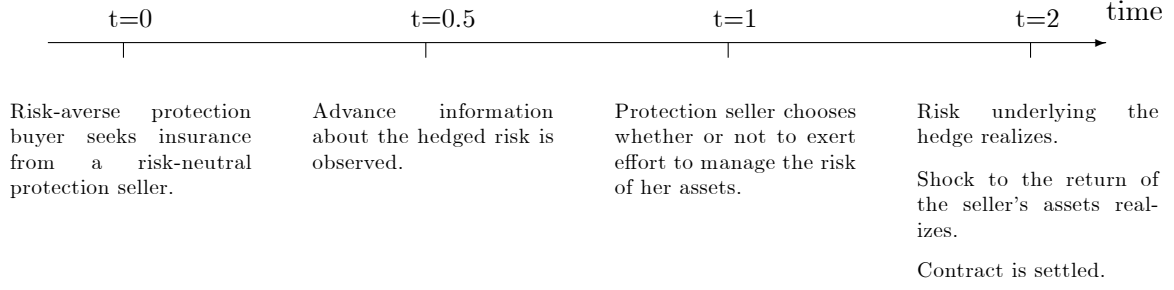 t=0
t=0.5
t=1
t=2
time
Risk-averse protection
buyer seeks insurance
from a risk-neutral
protection seller.
Advance information
about the hedged risk is
observed.
Protection seller chooses
whether or not to exert
effort to manage the risk
of her assets.
Risk underlying the
hedge realizes.
Shock to the return of
the seller's assets real-
izes.
Contract is settled.